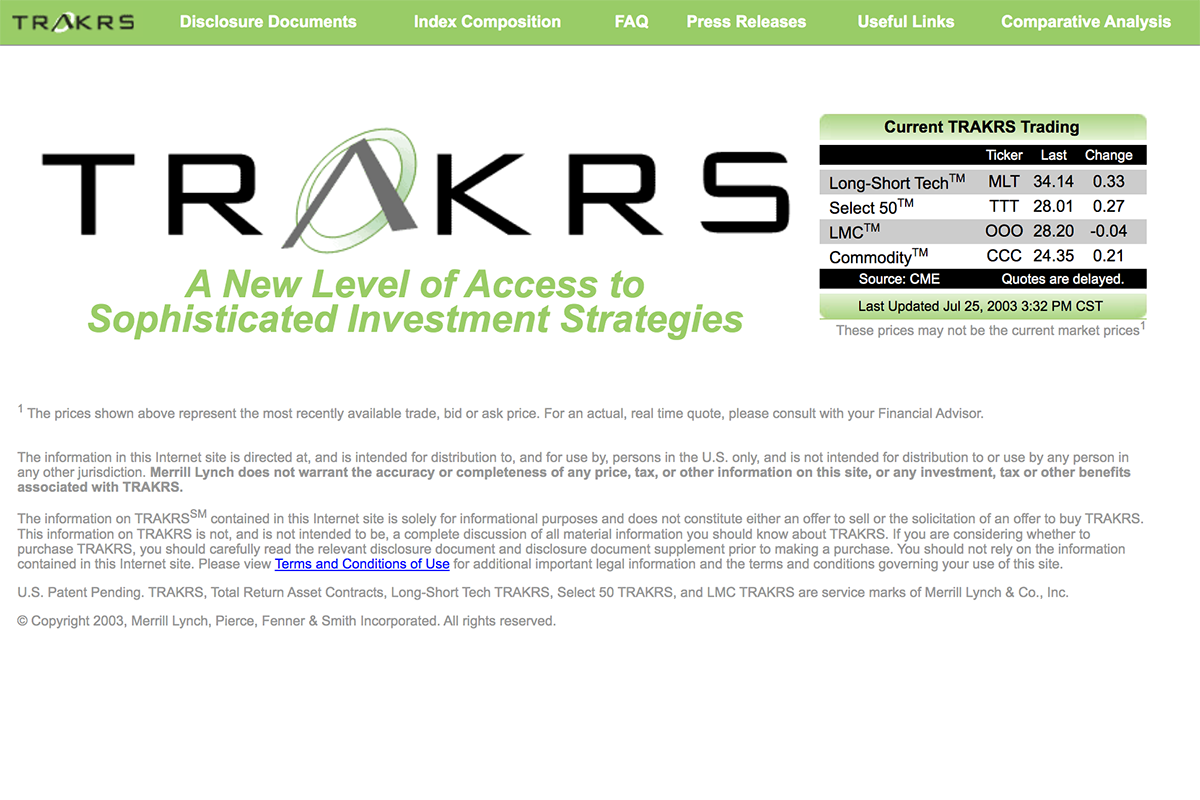 TRAKRS Disclosure Documents Index Composition FAQ Press Releases Useful Links Comparative Analysis
TRAKRS
A New Level of Access to
Sophisticated Investment Strategies
Current TRAKRS Trading
Ticker Last Change
Long-Short Tech™ MLT 34.14 0.33
Select 50™ TTT 28.01 0.27
LMC™ OOO 28.20 -0.04
Commodity™ CCC 24.35 0.21
Source: CME Quotes are delayed.
Last Updated Jul 25, 2003 3:32 PM CST
These prices may not be the current market prices¹
¹ The prices shown above represent the most recently available trade, bid or ask price. For an actual, real time quote, please consult with your Financial Advisor.
The information in this Internet site is directed at, and is intended for distribution to, and for use by, persons in the U.S. only, and is not intended for distribution to or use by any person in
any other jurisdiction. Merrill Lynch does not warrant the accuracy or completeness of any price, tax, or other information on this site, or any investment, tax or other benefits
associated with TRAKRS.
The information on TRAKRS℠ contained in this Internet site is solely for informational purposes and does not constitute either an offer to sell or the solicitation of an offer to buy TRAKRS.
This information on TRAKRS is not, and is not intended to be, a complete discussion of all material information you should know about TRAKRS. If you are considering whether to
purchase TRAKRS, you should carefully read the relevant disclosure document and disclosure document supplement prior to making a purchase. You should not rely on the information
contained in this Internet site. Please view Terms and Conditions of Use for additional important legal information and the terms and conditions governing your use of this site.
U.S. Patent Pending. TRAKRS, Total Return Asset Contracts, Long-Short Tech TRAKRS, Select 50 TRAKRS, and LMC TRAKRS are service marks of Merrill Lynch & Co., Inc.
© Copyright 2003, Merrill Lynch, Pierce, Fenner & Smith Incorporated. All rights reserved.